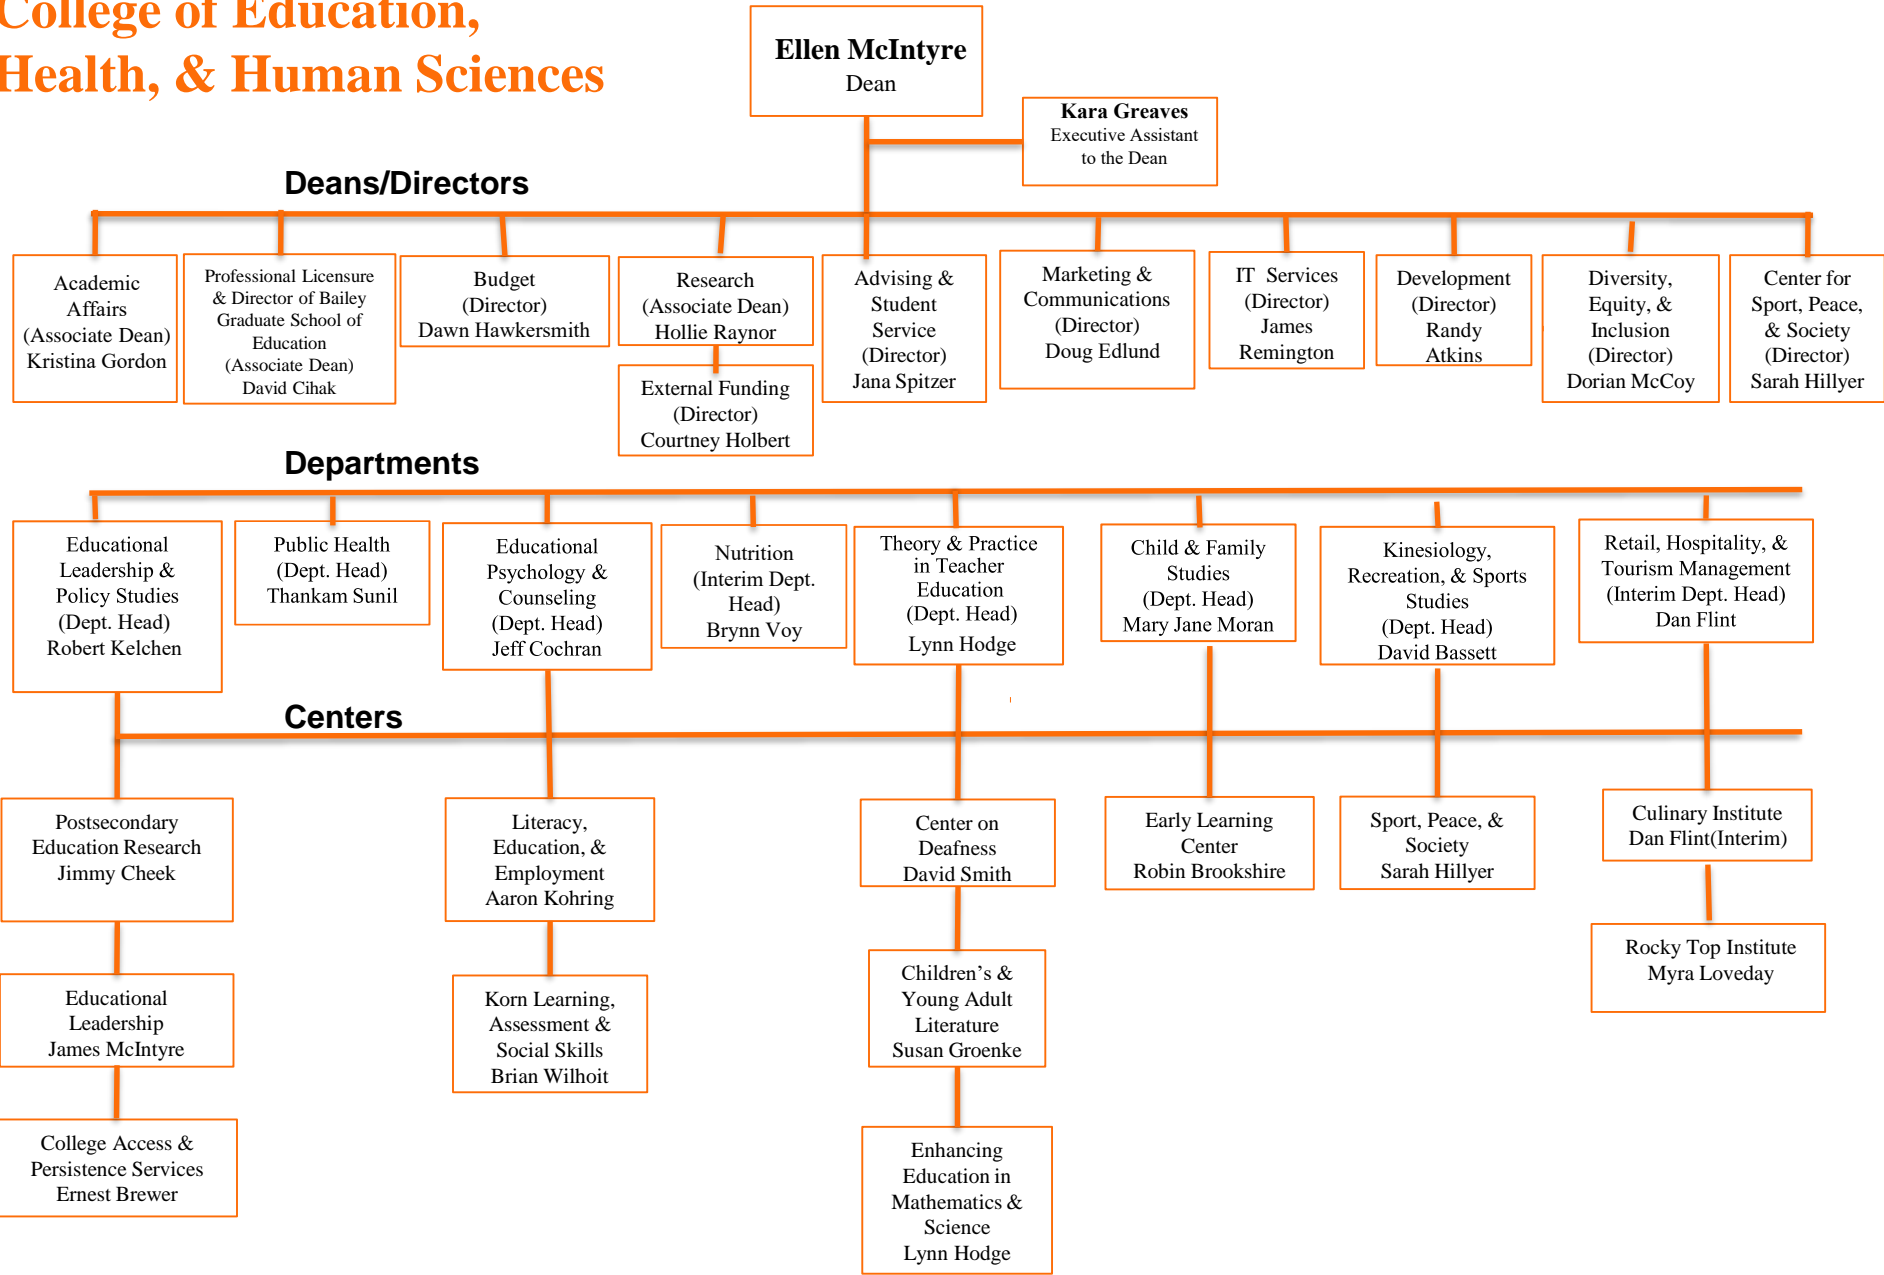 College of Education,
Health, & Human Sciences
Ellen McIntyre
Dean
Kara Greaves
Executive Assistant
to the Dean
Deans/Directors
Academic
Affairs
(Associate Dean)
Kristina Gordon
Professional Licensure
& Director of Bailey
Graduate School of
Education
(Associate Dean)
David Cihak
Budget
(Director)
Dawn Hawkersmith
Research
(Associate Dean)
Hollie Raynor
External Funding
(Director)
Courtney Holbert
Advising &
Student
Service
(Director)
Jana Spitzer
Marketing &
Communications
(Director)
Doug Edlund
IT Services
(Director)
James
Remington
Development
(Director)
Randy
Atkins
Diversity,
Equity, &
Inclusion
(Director)
Dorian McCoy
Center for
Sport, Peace,
& Society
(Director)
Sarah Hillyer
Departments
Educational
Leadership &
Policy Studies
(Dept. Head)
Robert Kelchen
Public Health
(Dept. Head)
Thankam Sunil
Educational
Psychology &
Counseling
(Dept. Head)
Jeff Cochran
Nutrition
(Interim Dept.
Head)
Brynn Voy
Theory & Practice
in Teacher
Education
(Dept. Head)
Lynn Hodge
Child & Family
Studies
(Dept. Head)
Mary Jane Moran
Kinesiology,
Recreation, & Sports
Studies
(Dept. Head)
David Bassett
Retail, Hospitality, &
Tourism Management
(Interim Dept. Head)
Dan Flint
Centers
Postsecondary
Education Research
Jimmy Cheek
Literacy,
Education, &
Employment
Aaron Kohring
Center on
Deafness
David Smith
Early Learning
Center
Robin Brookshire
Sport, Peace, &
Society
Sarah Hillyer
Culinary Institute
Dan Flint(Interim)
Educational
Leadership
James McIntyre
Korn Learning,
Assessment &
Social Skills
Brian Wilhoit
Children’s &
Young Adult
Literature
Susan Groenke
Rocky Top Institute
Myra Loveday
College Access &
Persistence Services
Ernest Brewer
Enhancing
Education in
Mathematics &
Science
Lynn Hodge